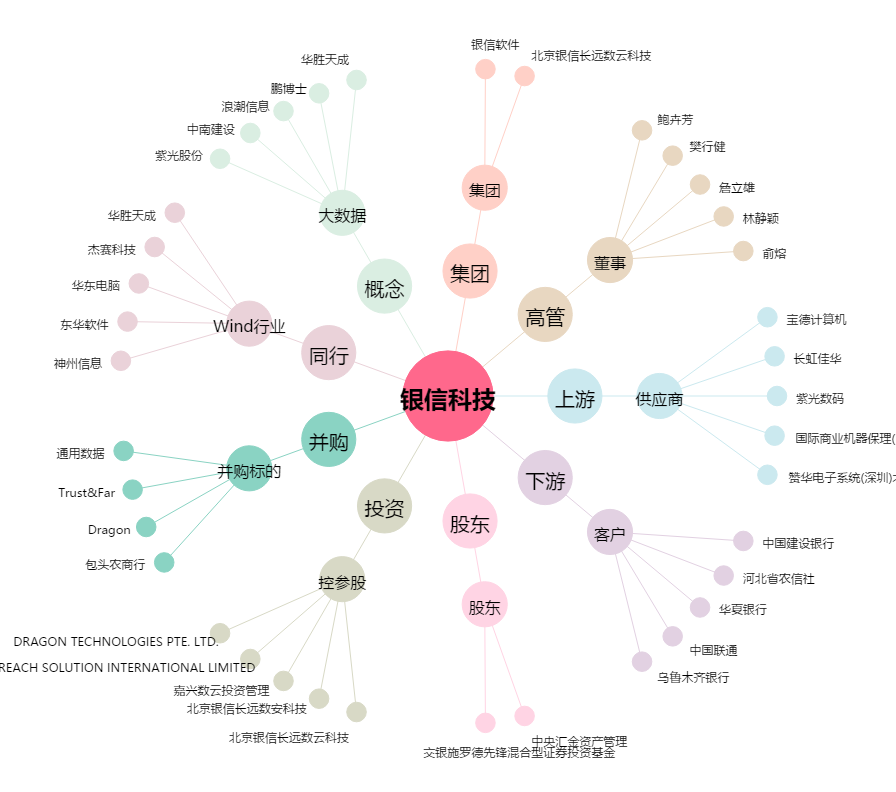 银信科技
集团
集团
银信软件
北京银信长远数云科技
高管
董事
鲍卉芳
樊行健
詹立雄
林静颖
俞熔
上游
供应商
宝德计算机
长虹佳华
紫光数码
国际商业机器保理(
赞华电子系统(深圳)
下游
客户
中国建设银行
河北省农信社
华夏银行
中国联通
乌鲁木齐银行
股东
股东
中央汇金资产管理
交银施罗德先锋混合型证券投资基金
投资
控参股
DRAGON TECHNOLOGIES PTE. LTD.
REACH SOLUTION INTERNATIONAL LIMITED
嘉兴数云投资管理
北京银信长远数安科技
北京银信长远数云科技
并购
并购标的
通用数据
Trust&Far
Dragon
包头农商行
同行
Wind行业
华胜天成
杰赛科技
华东电脑
东华软件
神州信息
概念
大数据
华胜天成
鹏博士
浪潮信息
中南建设
紫光股份